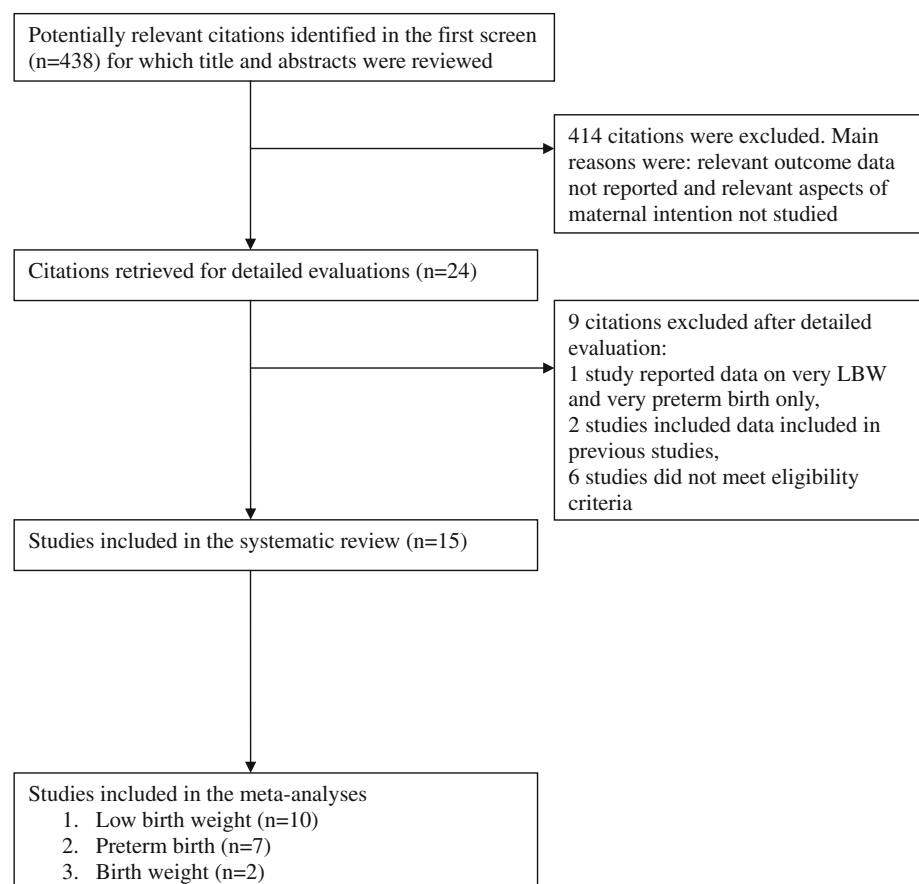 Potentially relevant citations identified in the first screen
(n=438) for which title and abstracts were reviewed
414 citations were excluded. Main
reasons were: relevant outcome data
not reported and relevant aspects of
maternal intention not studied
Citations retrieved for detailed evaluations (n=24)
9 citations excluded after detailed
evaluation:
1 study reported data on very LBW
and very preterm birth only,
2 studies included data included in
previous studies,
6 studies did not meet eligibility
criteria
Studies included in the systematic review (n=15)
Studies included in the meta-analyses
1. Low birth weight (n=10)
2. Preterm birth (n=7)
3. Birth weight (n=2)